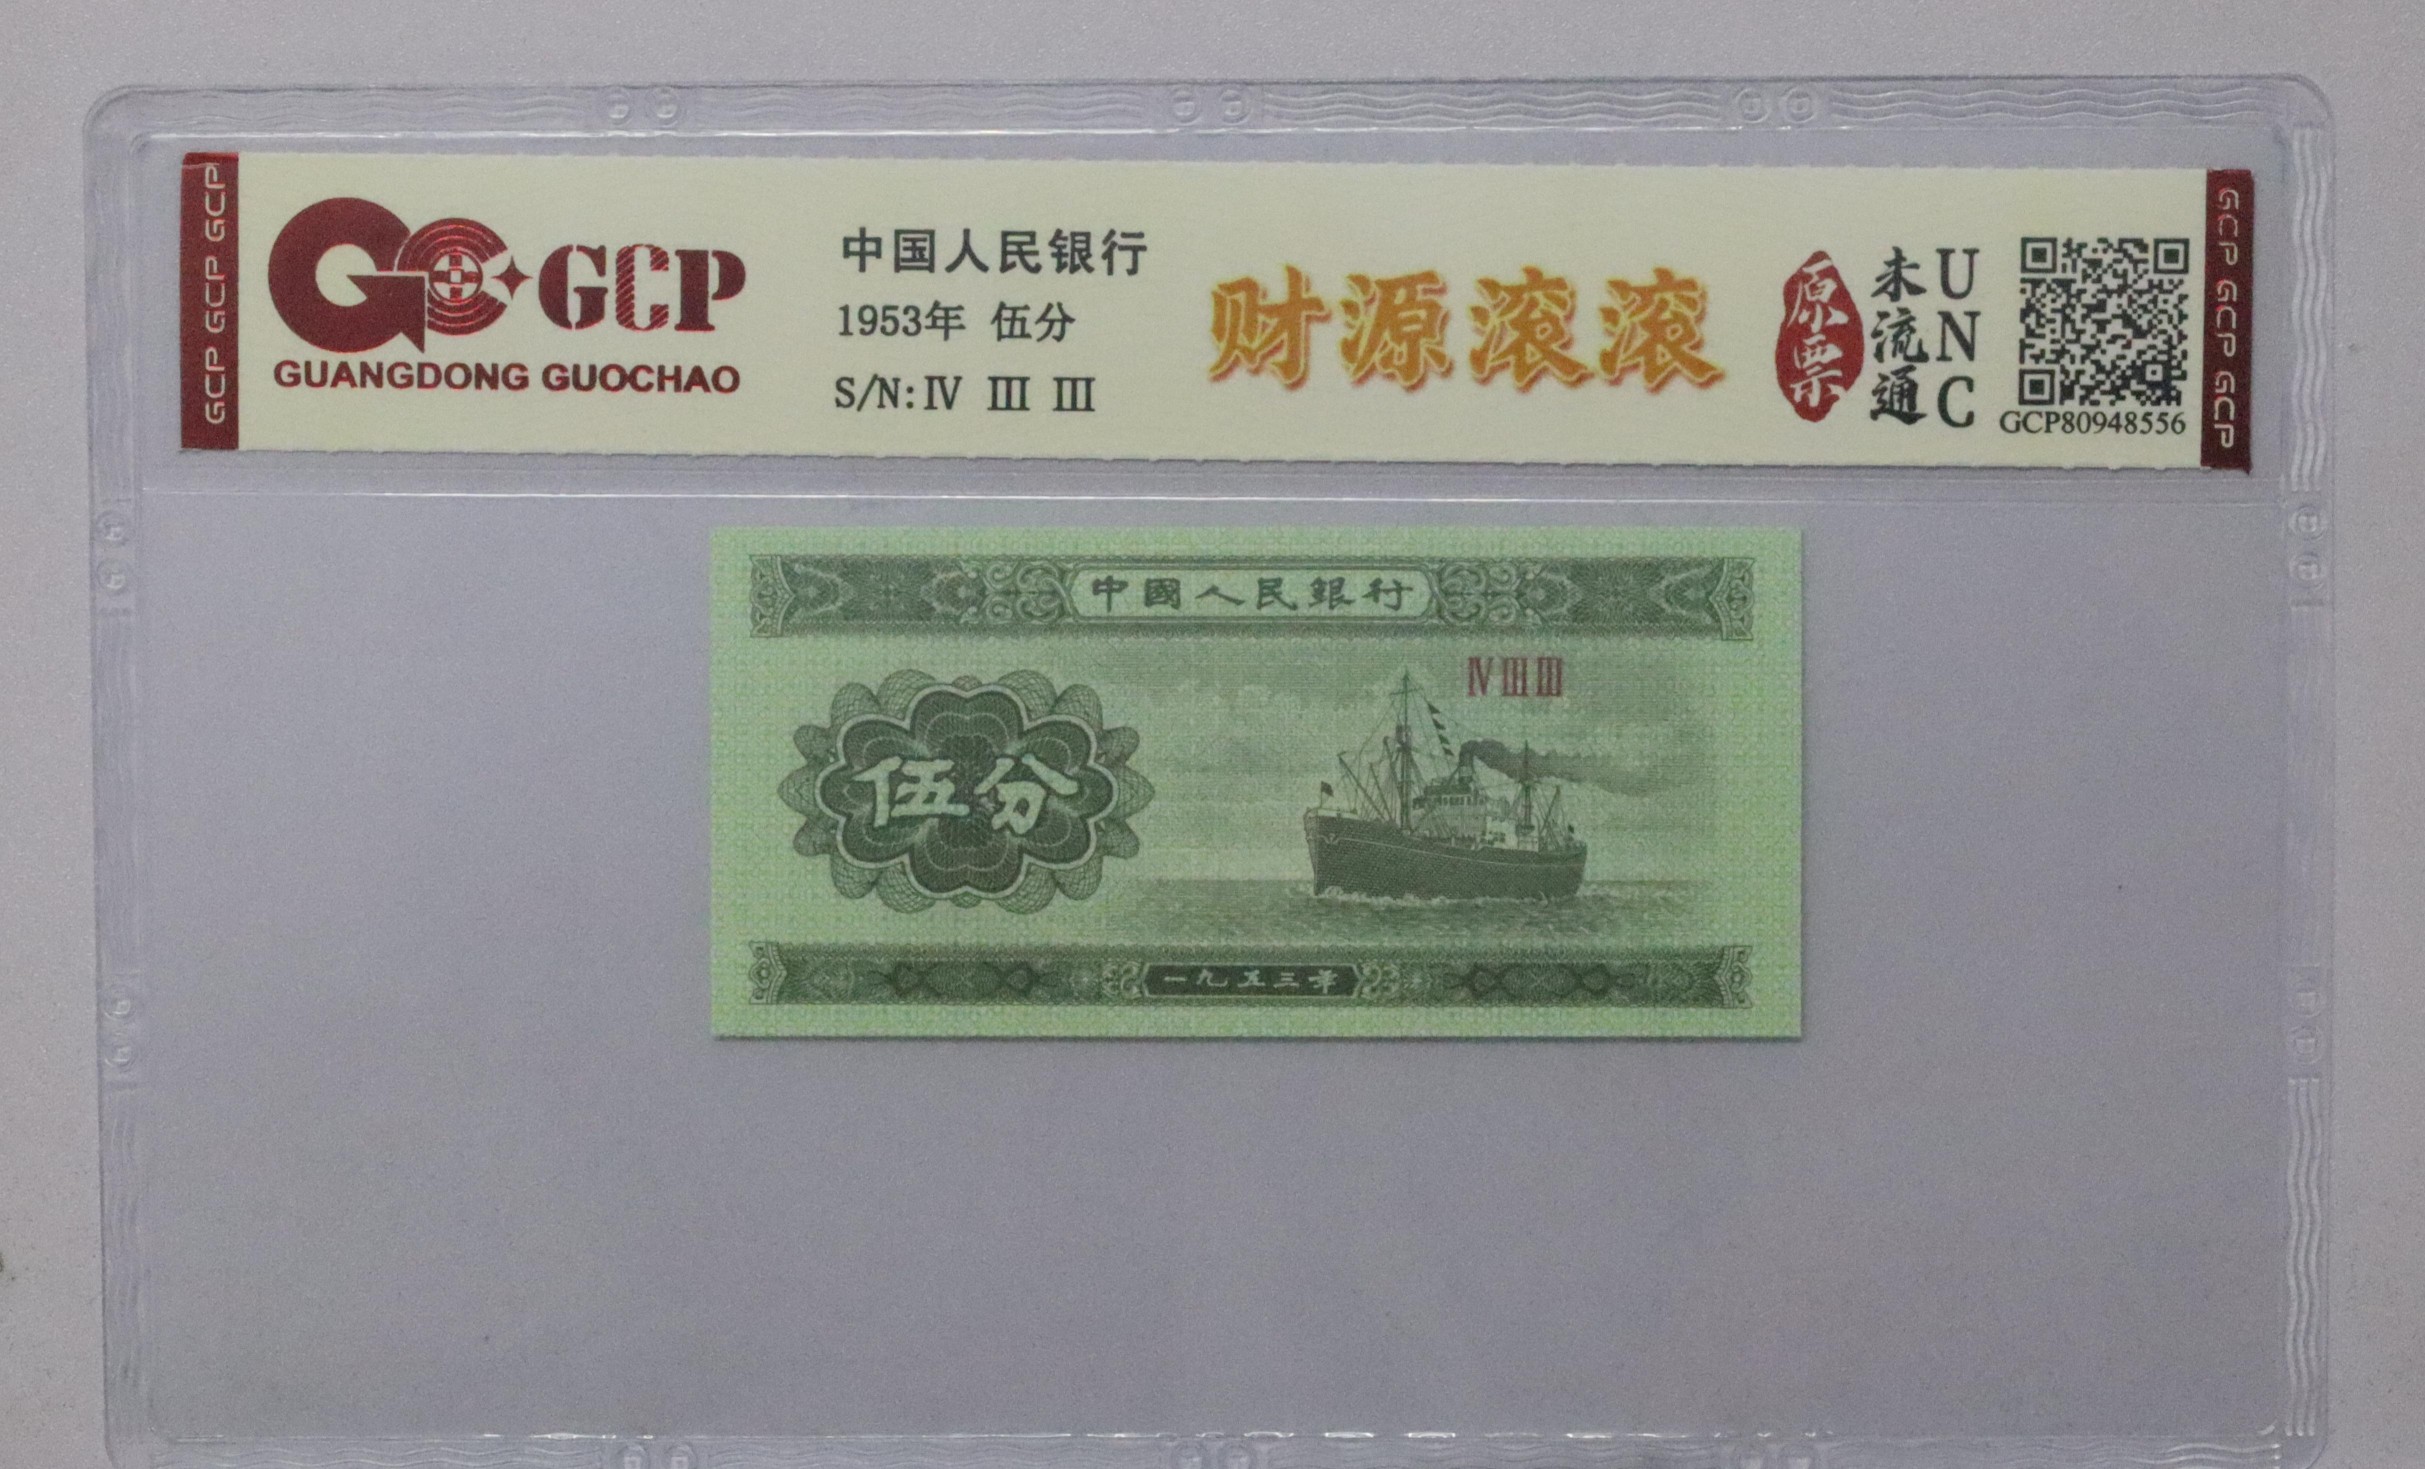 GCP GCP GCP
GCP
GUANGDONG GUOCHAO
中国人民银行
1953年 伍分
S/N: Ⅳ Ⅲ Ⅲ
财源滚滚
原票
未流通
UNC
GCP80948556
GCP GCP GCP
中國人民銀行
ⅣⅢⅢ
伍分
一九五三年